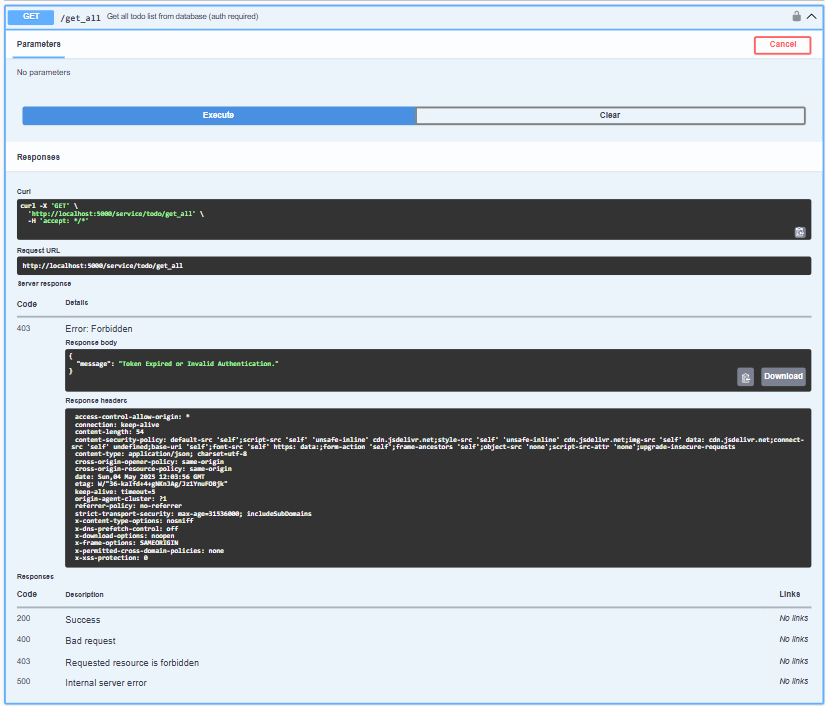 GET /get_all Get all todo list from database (auth required)
Parameters
Cancel
No parameters
Execute
Clear
Responses
Curl
curl -X 'GET' \
'http://localhost:5000/service/todo/get_all' \
-H 'accept: */*'
Request URL
http://localhost:5000/service/todo/get_all
Server response
Code Details
403 Error: Forbidden
Response body
{
"message": "Token Expired or Invalid Authentication."
}
Download
Response headers
access-control-allow-origin: *
connection: keep-alive
content-length: 54
content-security-policy: default-src 'self';script-src 'self' 'unsafe-inline' cdn.jsdelivr.net;style-src 'self' 'unsafe-inline' cdn.jsdelivr.net;img-src 'self' data: cdn.jsdelivr.net;connect-
src 'self' undefined;base-uri 'self';font-src 'self' https: data:;form-action 'self';frame-ancestors 'self';object-src 'none';script-src-attr 'none';upgrade-insecure-requests
content-type: application/json; charset=utf-8
cross-origin-opener-policy: same-origin
cross-origin-resource-policy: same-origin
date: Sun,04 May 2025 12:03:56 GMT
etag:
keep-alive: timeout=5
origin-agent-cluster: ?1
referrer-policy: no-referrer
strict-transport-security: max-age=31536000; includeSubDomains
x-content-type-options: nosniff
x-dns-prefetch-control: off
x-download-options: noopen
x-frame-options: SAMEORIGIN
x-permitted-cross-domain-policies: none
x-xss-protection: 0
Responses
Code Description Links
200 Success No links
400 Bad request No links
403 Requested resource is forbidden No links
500 Internal server error No links